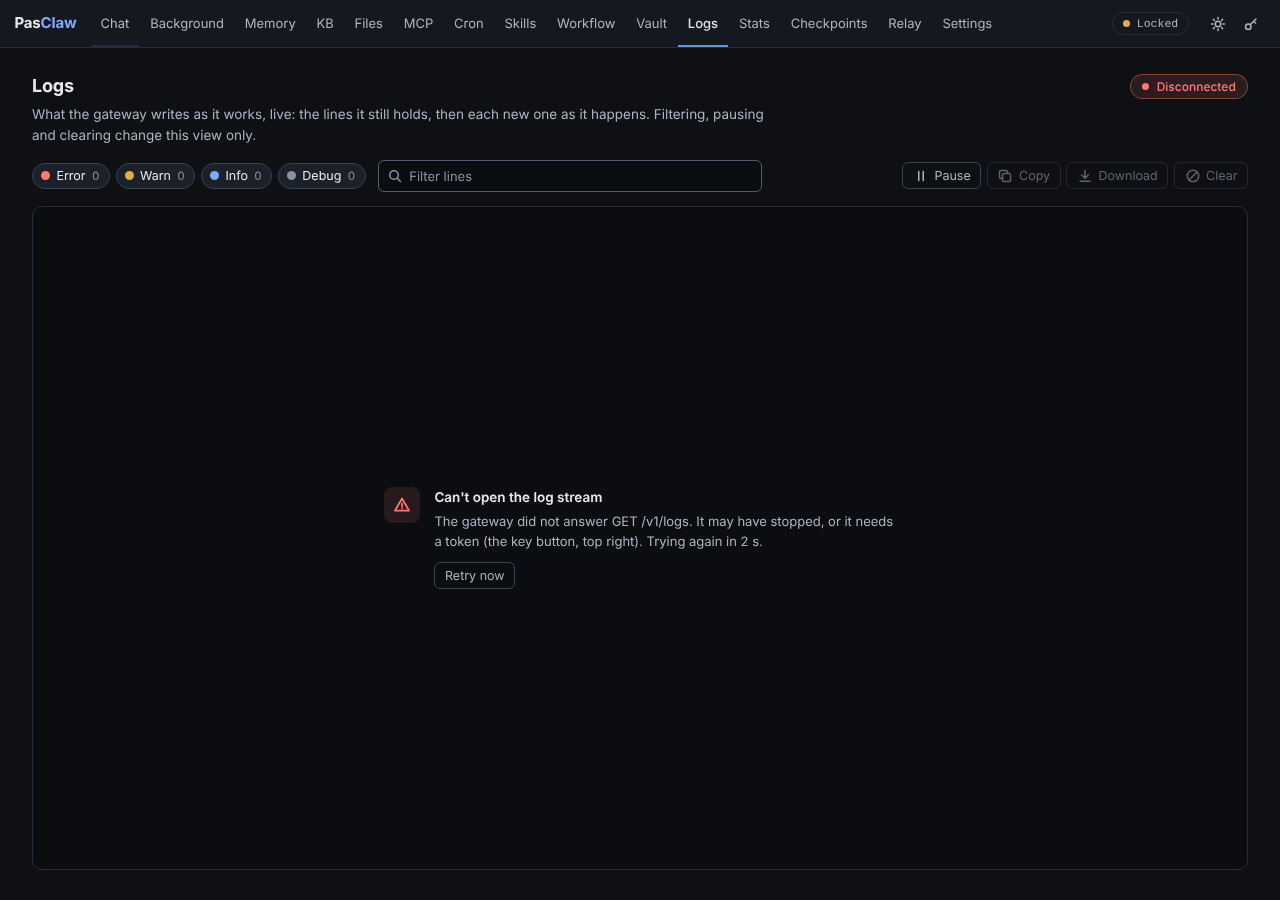 PasClaw Chat Background Memory KB Files MCP Cron Skills Workflow Vault Logs Stats Checkpoints Relay Settings Locked
Logs
Disconnected
What the gateway writes as it works, live: the lines it still holds, then each new one as it happens. Filtering, pausing
and clearing change this view only.
Error 0 Warn 0 Info 0 Debug 0 Filter lines Pause Copy Download Clear
Can't open the log stream
The gateway did not answer GET /v1/logs. It may have stopped, or it needs
a token (the key button, top right). Trying again in 2 s.
Retry now